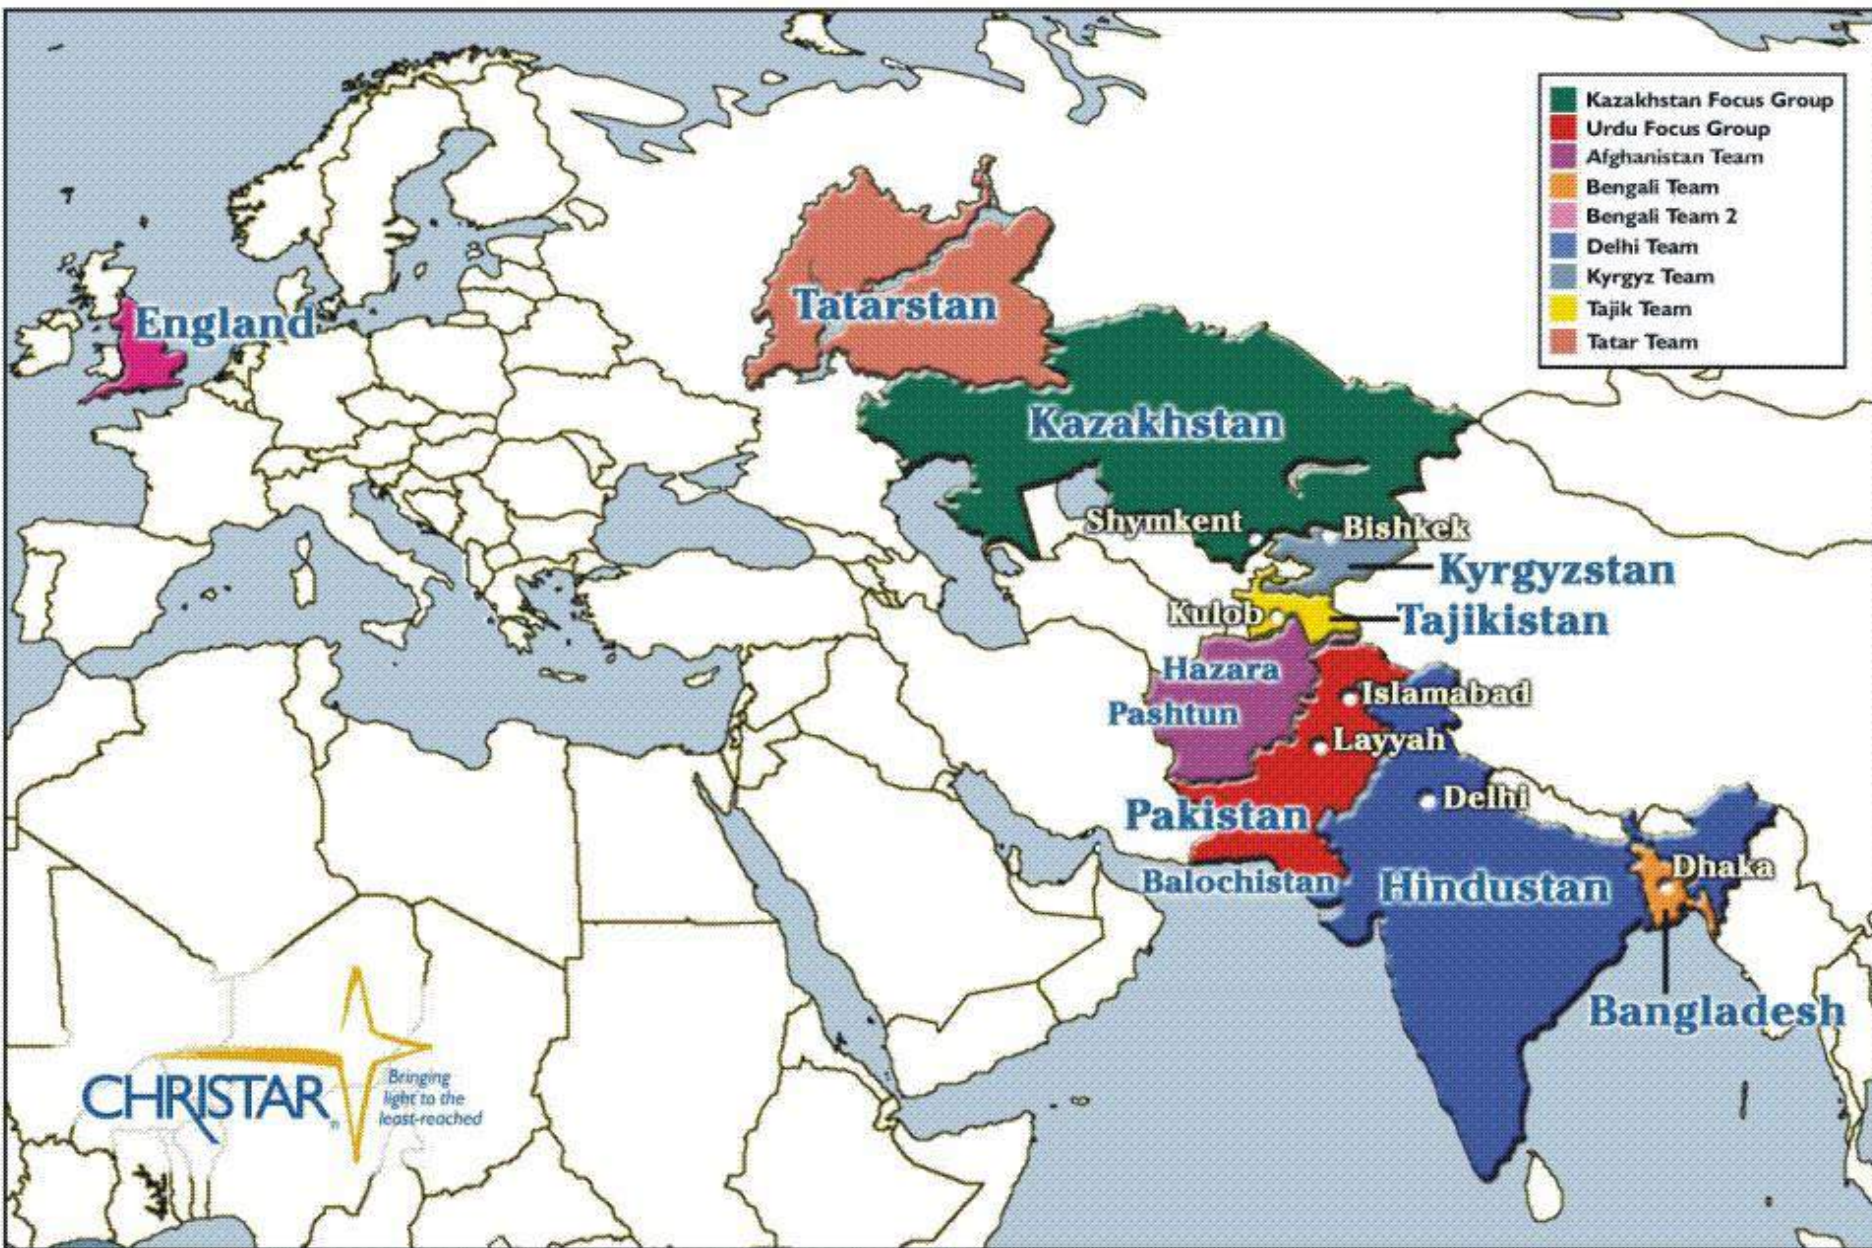 Kazakhstan Focus Group
Urdu Focus Group
Afghanistan Team
Bengali Team
Bengali Team 2
Delhi Team
Kyrgyz Team
Tajik Team
Tatar Team
England
Tatarstan
Kazakhstan
Shymkent
Bishkek
Kyrgyzstan
Kulob
Tajikistan
Hazara
Islamabad
Pashtun
Layyah
Delhi
Pakistan
Dhaka
Balochistan
Hindustan
Bangladesh
CHRISTAR
Bringing
light to the
least-reached